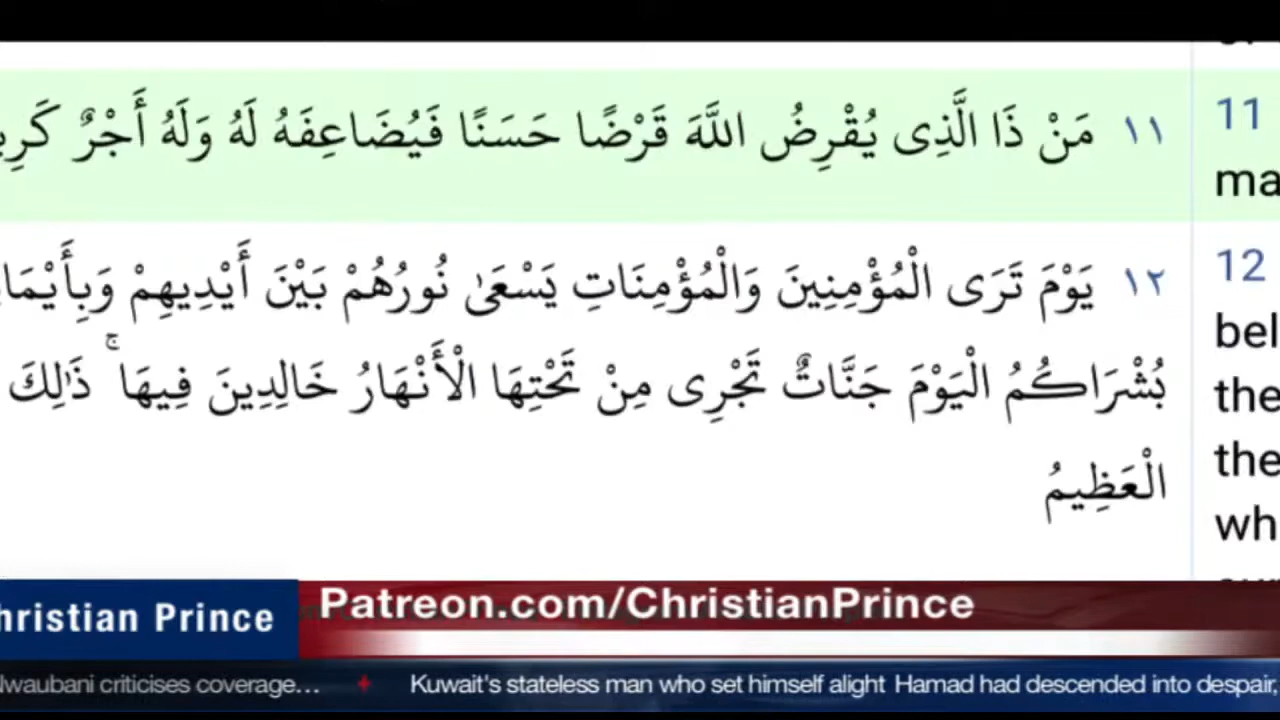 ١١ مَنْ ذَا الَّذِى يُقْرِضُ اللَّهَ قَرْضًا حَسَنًا فَيُضَاعِفَهُ لَهُ وَلَهُ أَجْرٌ
11
ma
١٢ يَوْمَ تَرَى الْمُؤْمِنِينَ وَالْمُؤْمِنَاتِ يَسْعَىٰ نُورُهُمْ بَيْنَ أَيْدِيهِمْ
بُشْرَاكُمُ الْيَوْمَ جَنَّاتٌ تَجْرِى مِنْ تَحْتِهَا الْأَنْهَارُ خَالِدِينَ فِيهَا ۚ ذَٰلِكَ
الْعَظِيمُ
12
bel
the
the
wh
hristian Prince
Patreon.com/ChristianPrince
Nwaubani criticises coverage... Kuwait's stateless man who set himself alight Hamad had descended into despair,